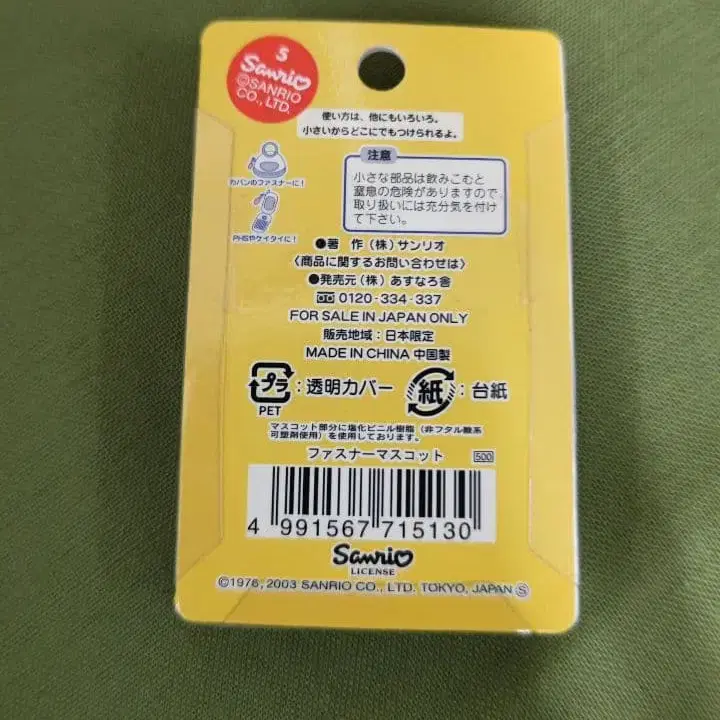 S
Sanrio
©SANRIO
CO., LTD.
使い方は、他にもいろいろ。
小さいからどこにでもつけられるよ。
カバンのファスナーに!
PHSやケイタイに!
注意
小さな部品は飲みこむと
窒息の危険がありますので
取り扱いには充分気を付け
て下さい。
●著 作(株)サンリオ
〈商品に関するお問い合わせは〉
●発売元(株)あすなろ舎
0120-334-337
FOR SALE IN JAPAN ONLY
販売地域:日本限定
MADE IN CHINA 中国製
プラ:透明カバー
PET
紙:台紙
マスコット部分に塩化ビニル樹脂(非フタル酸系
可塑剤使用)を使用しております。
ファスナーマスコット 500
4 991567 715130
Sanrio
LICENSE
©1976, 2003 SANRIO CO., LTD. TOKYO, JAPAN Ⓢ